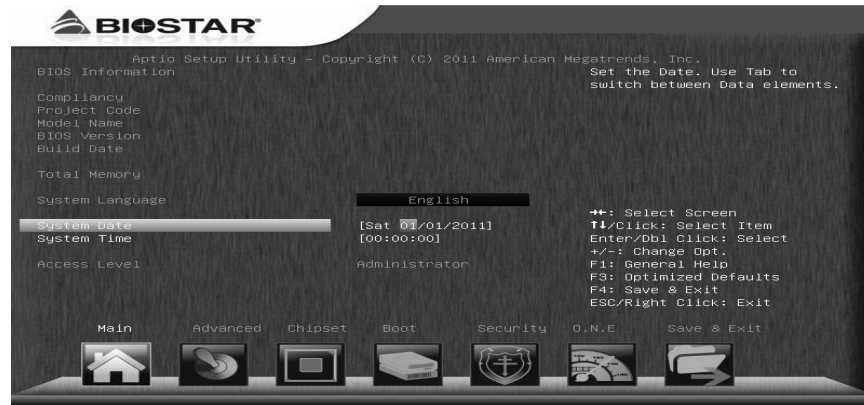 BIOSTAR®
Aptio Setup Utility - Copyright (C) 2011 American Megatrends, Inc.
BIOS Information
Compliancy
Project Code
Model Name
BIOS Version
Build Date
Total Memory
System Language English
System Date [Sat 01/01/2011]
System Time [00:00:00]
Access Level Administrator
Set the Date. Use Tab to
switch between Data elements.
→←: Select Screen
↑↓/Click: Select Item
Enter/Dbl Click: Select
+/-: Change Opt.
F1: General Help
F3: Optimized Defaults
F4: Save & Exit
ESC/Right Click: Exit
Main Advanced Chipset Boot Security O.N.E Save & Exit